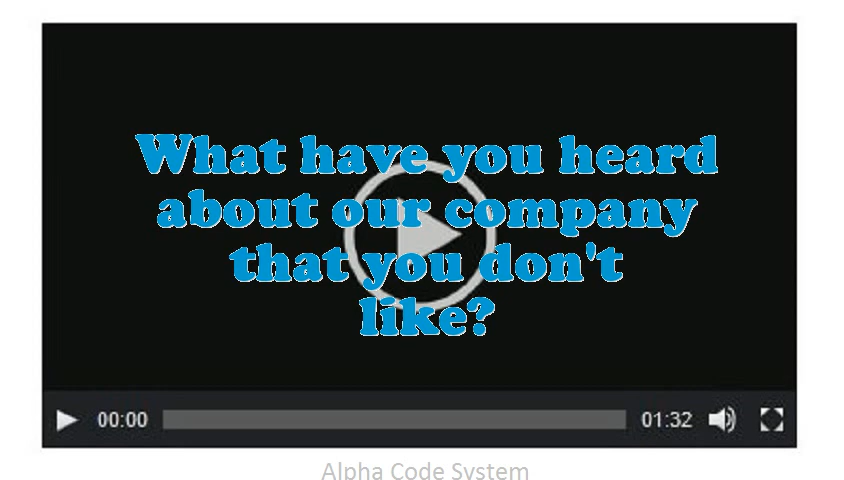 What have you heard
about our company
that you don't
like?
00:00
01:32
Alpha Code System